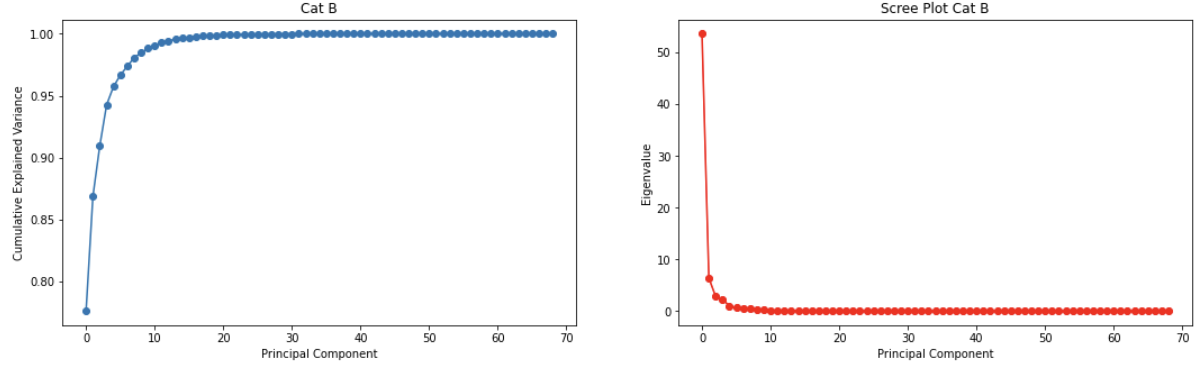 Cat B
Cumulative Explained Variance
1.00
0.95
0.90
0.85
0.80
0 10 20 30 40 50 60 70
Principal Component
Scree Plot Cat B
Eigenvalue
50
40
30
20
10
0
0 10 20 30 40 50 60 70
Principal Component